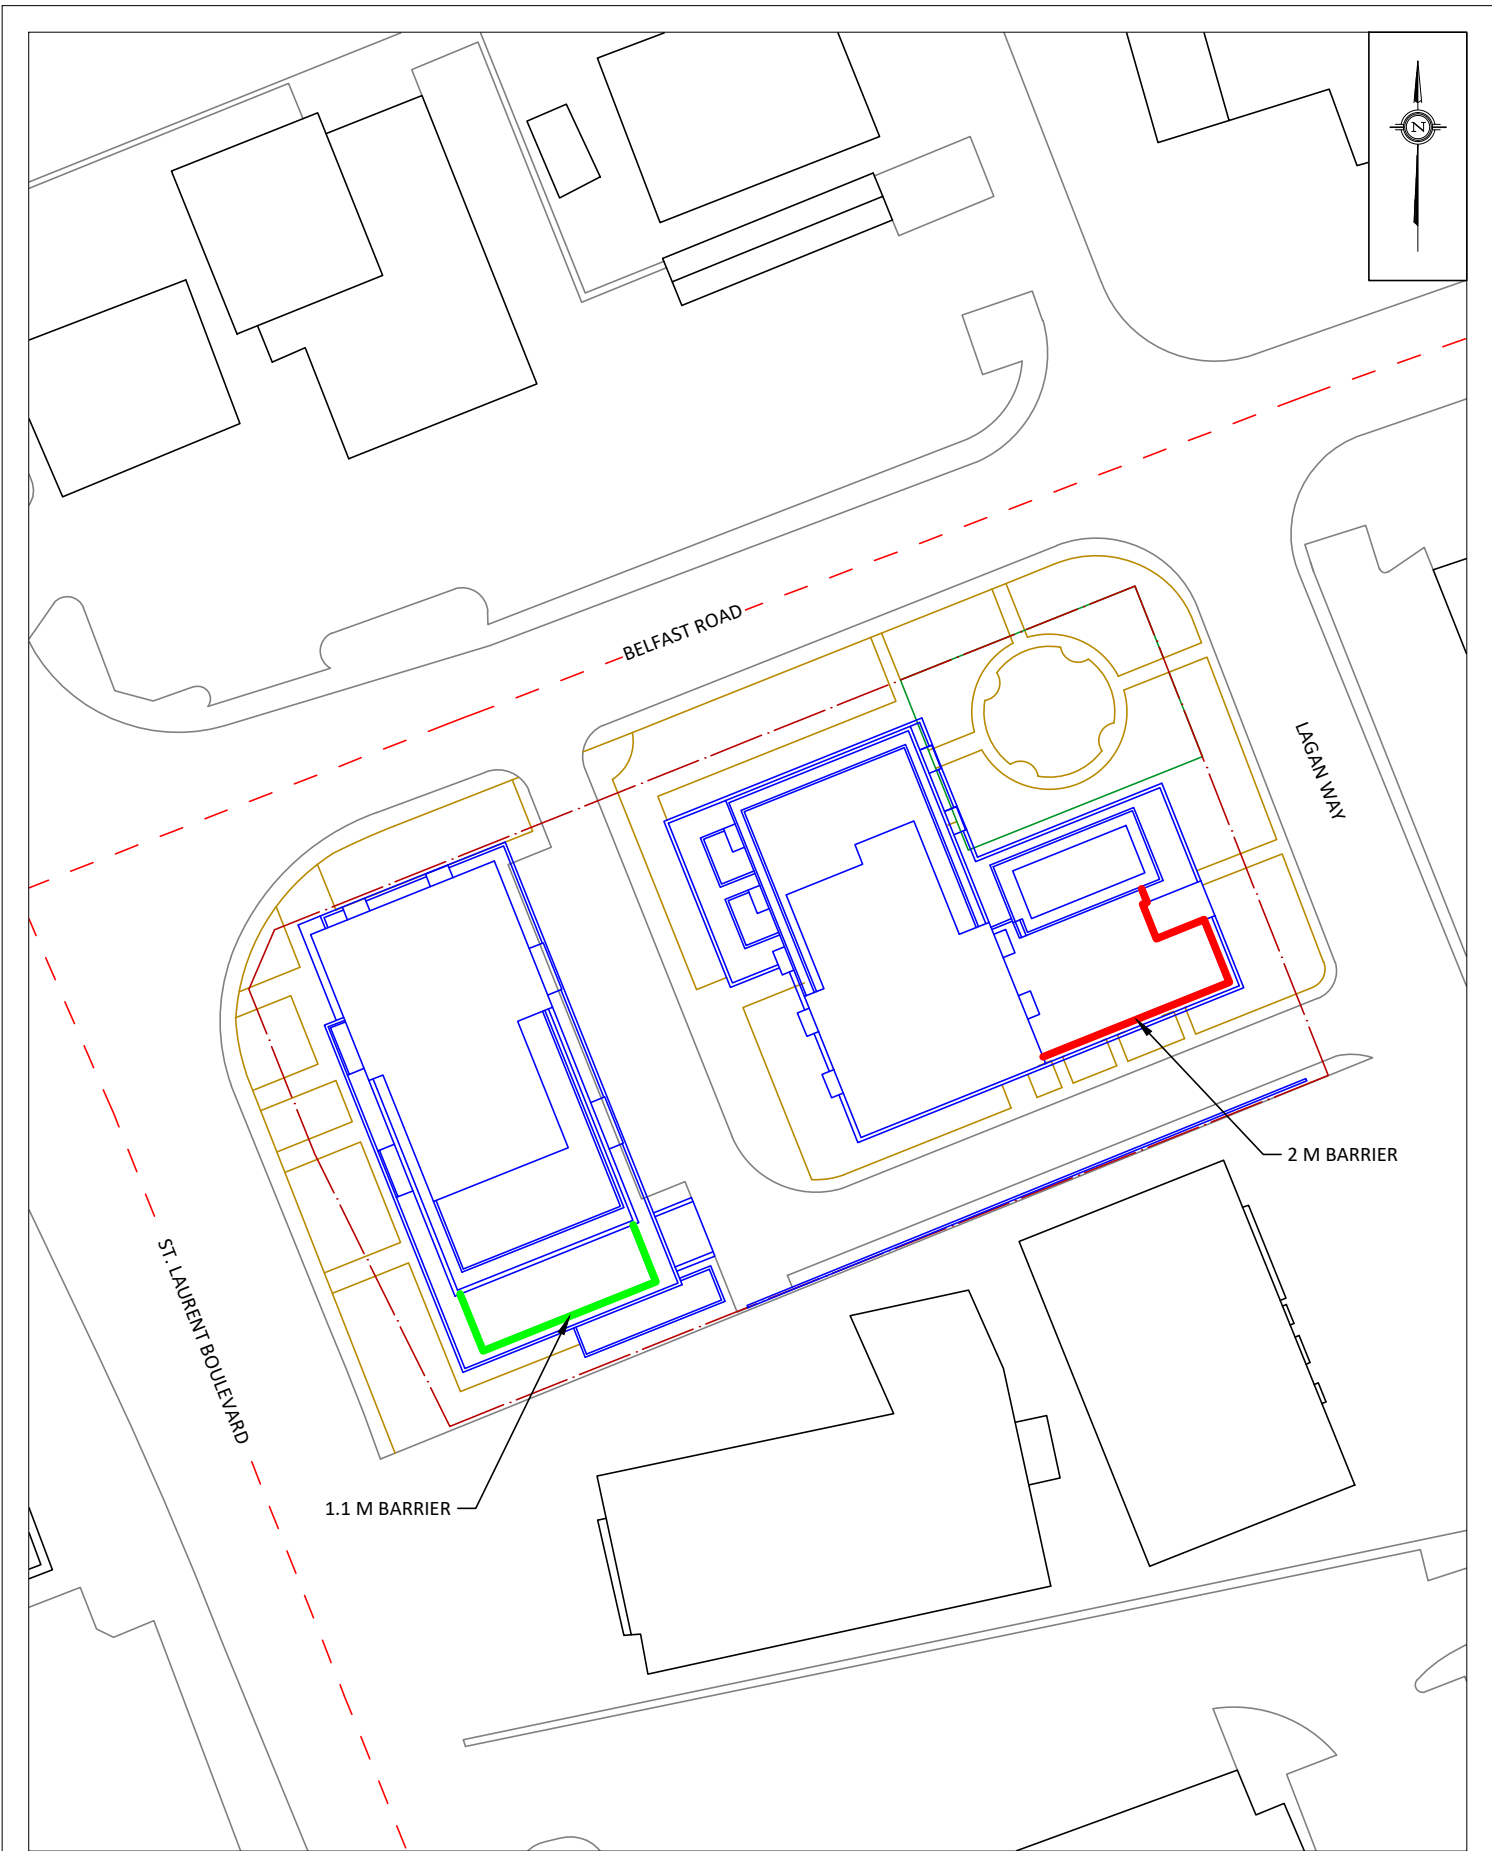 N
BELFAST ROAD
LAGAN WAY
2 M BARRIER
ST. LAURENT BOULEVARD
1.1 M BARRIER